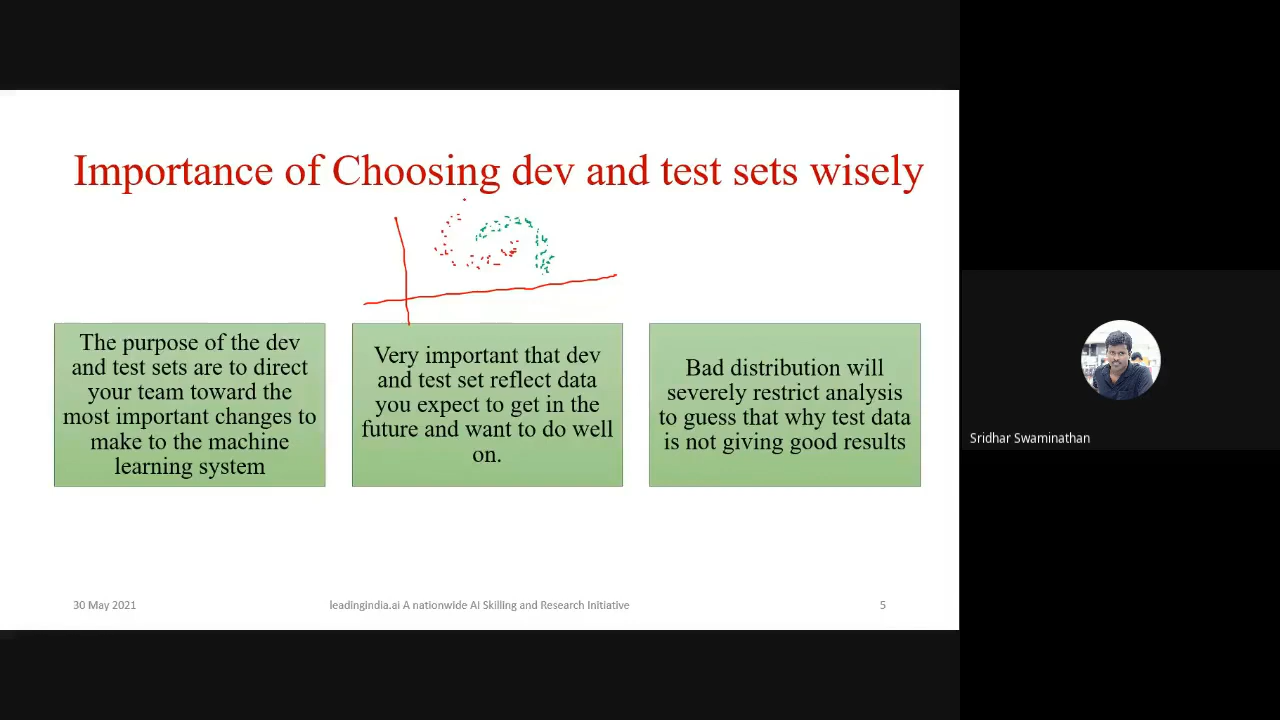 Importance of Choosing dev and test sets wisely
The purpose of the dev
and test sets are to direct
your team toward the
most important changes to
make to the machine
learning system
Very important that dev
and test set reflect data
you expect to get in the
future and want to do well
on.
Bad distribution will
severely restrict analysis
to guess that why test data
is not giving good results
Sridhar Swaminathan
30 May 2021
leadingindia.ai A nationwide AI Skilling and Research Initiative
5